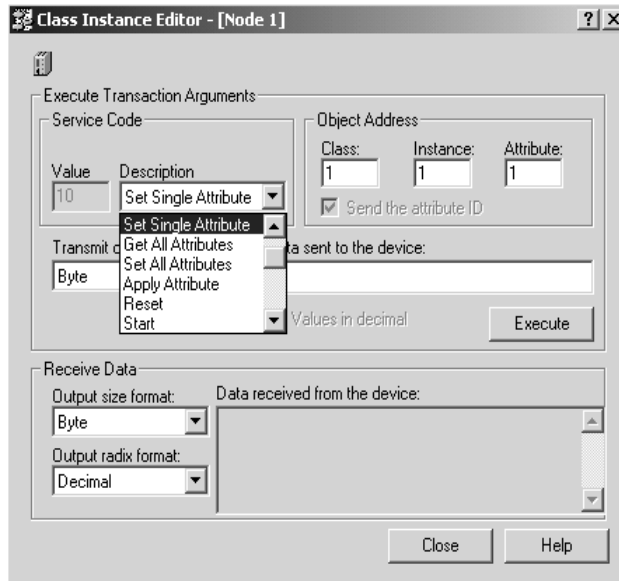 Class Instance Editor - [Node 1]
Execute Transaction Arguments
Service Code
Object Address
Value
Description
Class:
Instance:
Attribute:
10
Set Single Attribute
1
1
1
Send the attribute ID
Set Single Attribute
Get All Attributes
Set All Attributes
Apply Attribute
Reset
Start
Transmit
sent to the device:
Byte
Values in decimal
Execute
Receive Data
Output size format:
Data received from the device:
Byte
Output radix format:
Decimal
Close
Help